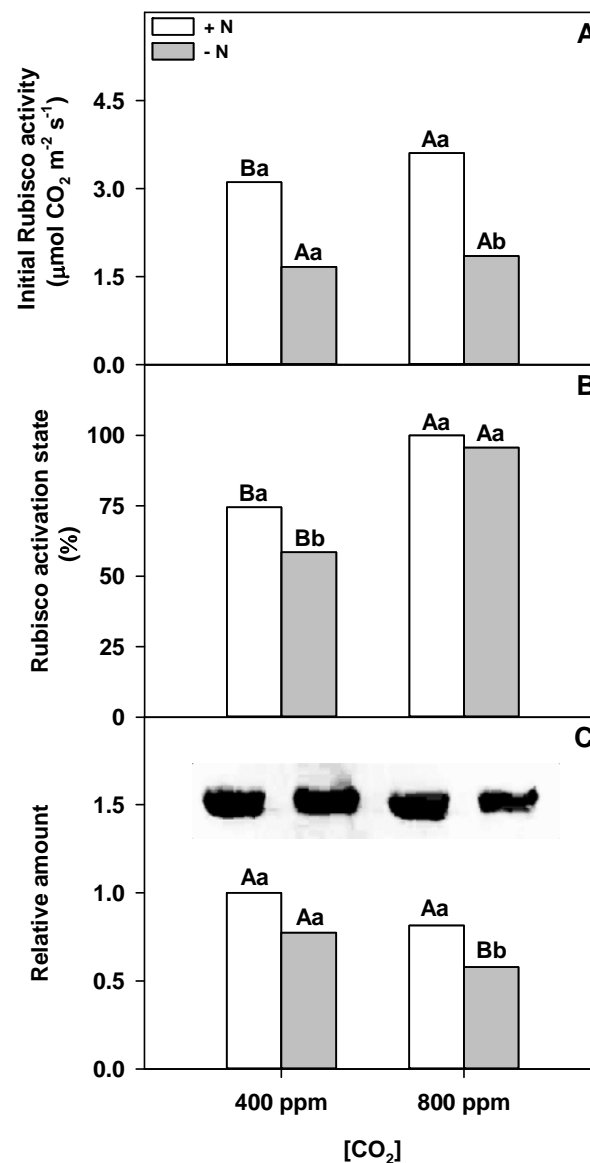 + N
- N
A
Initial Rubisco activity
(µmol CO2 m-2 s-1)
4.5
3.0
1.5
0.0
Ba
Aa
Aa
Ab
B
Rubisco activation state
(%)
100
75
50
25
0
Ba
Bb
Aa
Aa
C
Relative amount
1.5
1.0
0.5
0.0
Aa
Aa
Aa
Bb
400 ppm
800 ppm
[CO2]